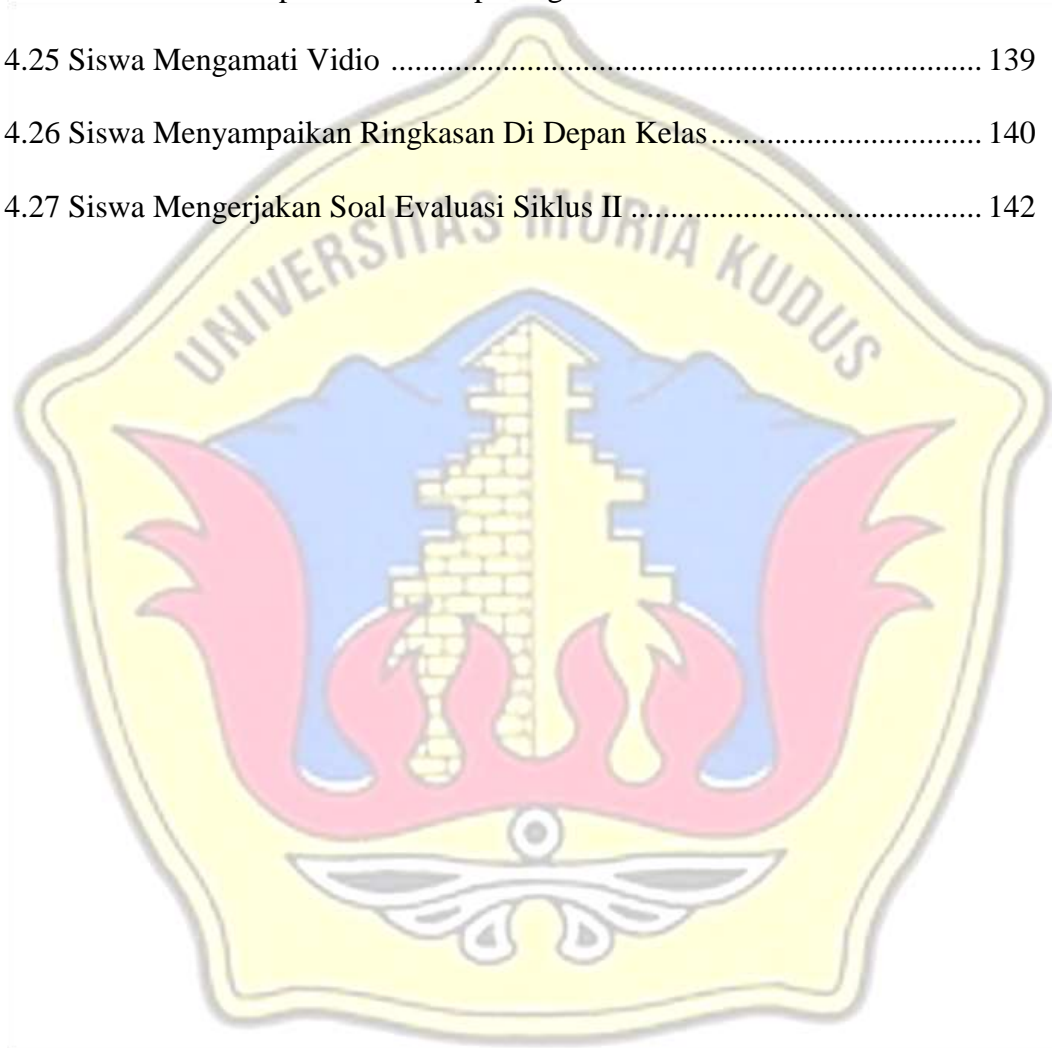 4.25 Siswa Mengamati Vidio ........................................................................ 139
4.26 Siswa Menyampaikan Ringkasan Di Depan Kelas ................................. 140
4.27 Siswa Mengerjakan Soal Evaluasi Siklus II ........................................... 142
UNIVERSITAS MURIA KUDUS